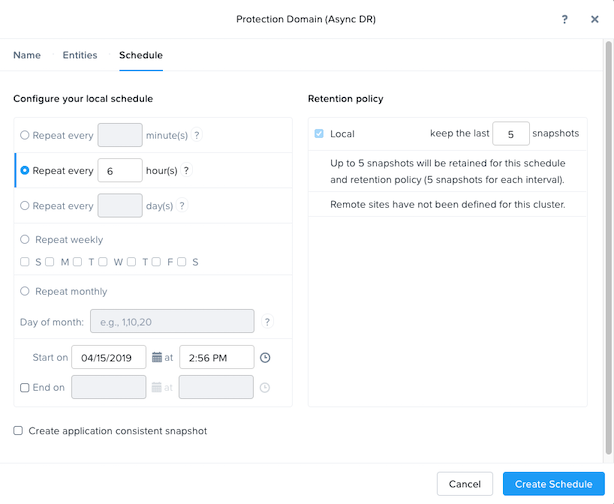 Protection Domain (Async DR)
?
Name
Entities
Schedule
Configure your local schedule
Repeat every minute(s) ?
Repeat every 6 hour(s) ?
Repeat every day(s) ?
Repeat weekly
S M T W T F S
Repeat monthly
Day of month: e.g., 1,10,20 ?
Start on 04/15/2019 at 2:56 PM
End on at
Retention policy
Local keep the last 5 snapshots
Up to 5 snapshots will be retained for this schedule
and retention policy (5 snapshots for each interval).
Remote sites have not been defined for this cluster.
Create application consistent snapshot
Cancel
Create Schedule